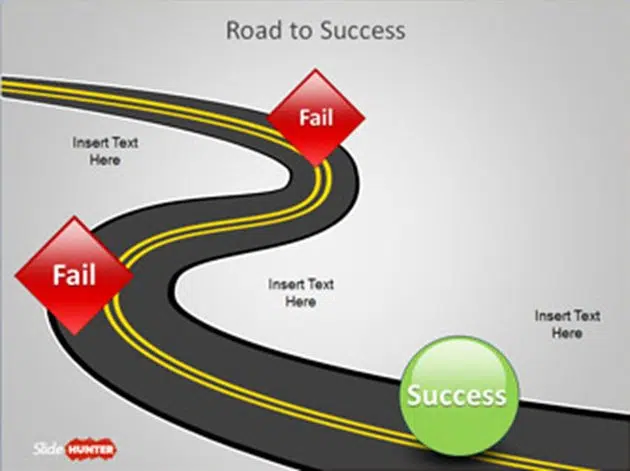 Road to Success
Fail
Insert Text
Here
Fail
Insert Text
Here
Insert Text
Here
Success
Slide HUNTER